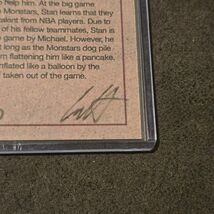 help him. At the big game
Monstars, Stan learns that they
talent from NBA players. Due to
of his fellow teammates, Stan is
game by Michael. However, he
long as the Monstars dog pile
flattening him like a pancake.
inflated like a balloon by the
taken out of the game